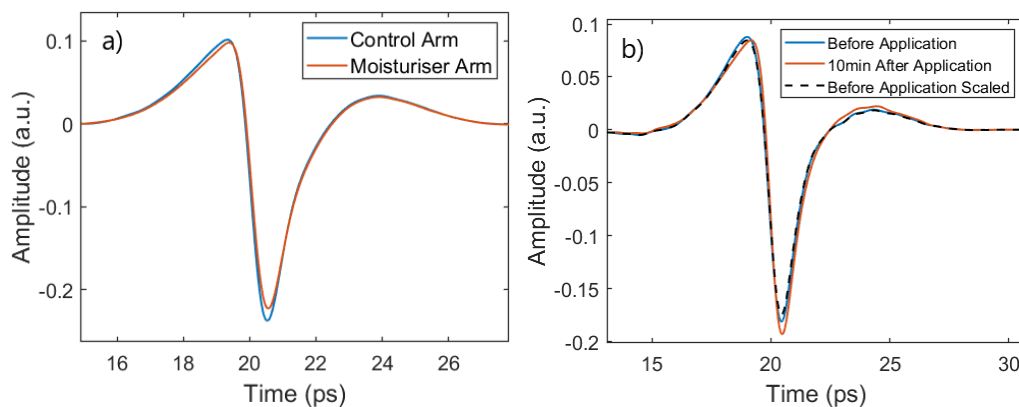 a)
Control Arm
Moisturiser Arm
0.1
0
-0.1
-0.2
Amplitude (a.u.)
16
18
20
22
24
26
Time (ps)
b)
Before Application
10min After Application
Before Application Scaled
0.1
0.05
0
-0.05
-0.1
-0.15
-0.2
Amplitude (a.u.)
15
20
25
30
Time (ps)